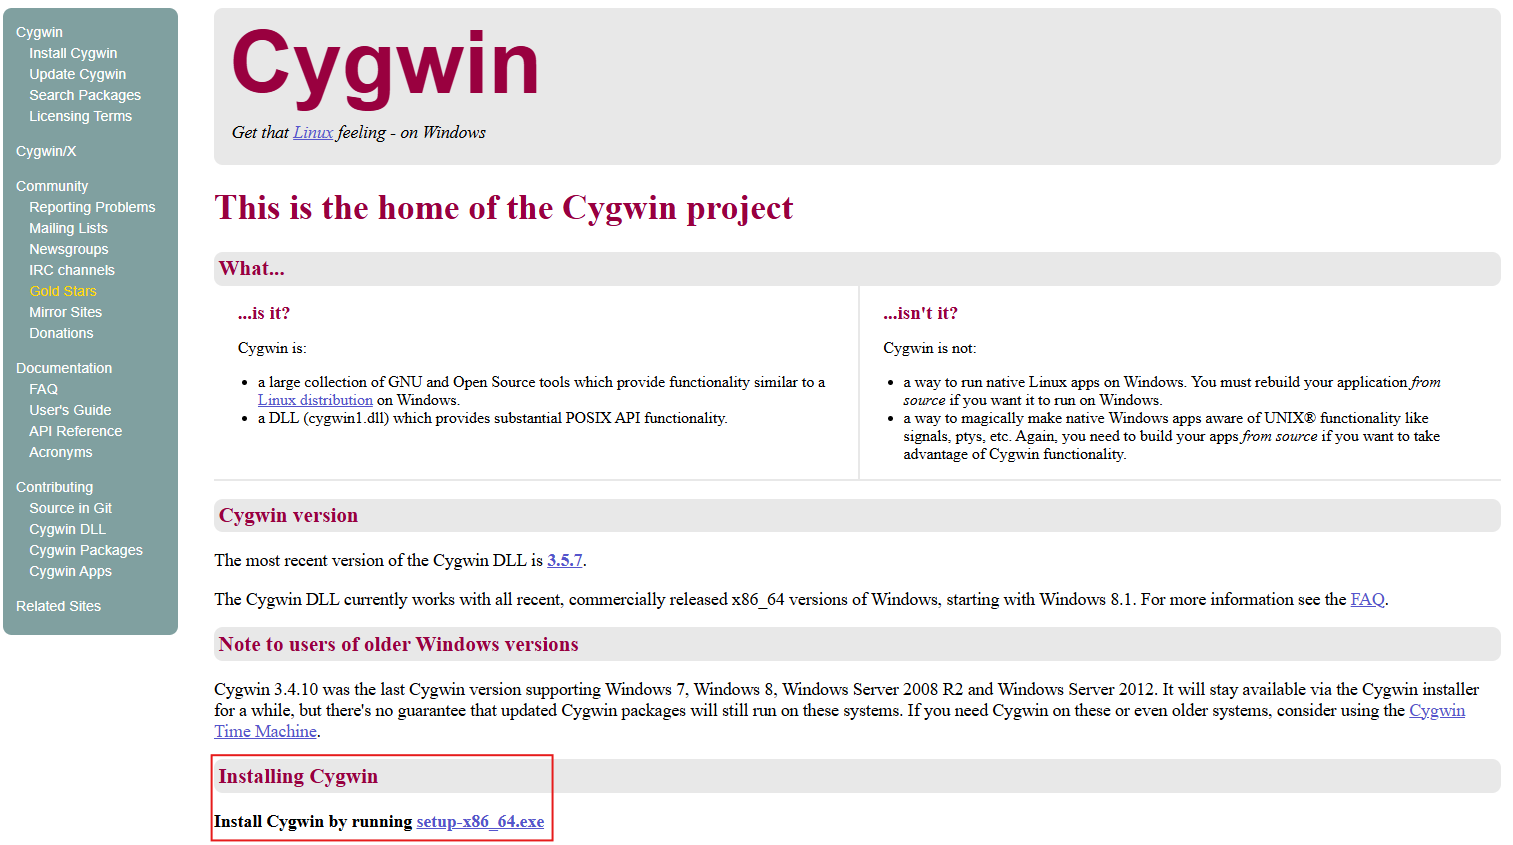 Cygwin
Install Cygwin
Update Cygwin
Search Packages
Licensing Terms
Cygwin/X
Community
Reporting Problems
Mailing Lists
Newsgroups
IRC channels
Gold Stars
Mirror Sites
Donations
Documentation
FAQ
User's Guide
API Reference
Acronyms
Contributing
Source in Git
Cygwin DLL
Cygwin Packages
Cygwin Apps
Related Sites
Cygwin
Get that Linux feeling - on Windows
This is the home of the Cygwin project
What...
...is it?
Cygwin is:
• a large collection of GNU and Open Source tools which provide functionality similar to a
Linux distribution on Windows.
• a DLL (cygwin1.dll) which provides substantial POSIX API functionality.
...isn't it?
Cygwin is not:
• a way to run native Linux apps on Windows. You must rebuild your application from
source if you want it to run on Windows.
• a way to magically make native Windows apps aware of UNIX® functionality like
signals, ptys, etc. Again, you need to build your apps from source if you want to take
advantage of Cygwin functionality.
Cygwin version
The most recent version of the Cygwin DLL is 3.5.7.
The Cygwin DLL currently works with all recent, commercially released x86_64 versions of Windows, starting with Windows 8.1. For more information see the FAQ.
Note to users of older Windows versions
Cygwin 3.4.10 was the last Cygwin version supporting Windows 7, Windows 8, Windows Server 2008 R2 and Windows Server 2012. It will stay available via the Cygwin installer
for a while, but there's no guarantee that updated Cygwin packages will still run on these systems. If you need Cygwin on these or even older systems, consider using the Cygwin
Time Machine.
Installing Cygwin
Install Cygwin by running setup-x86_64.exe